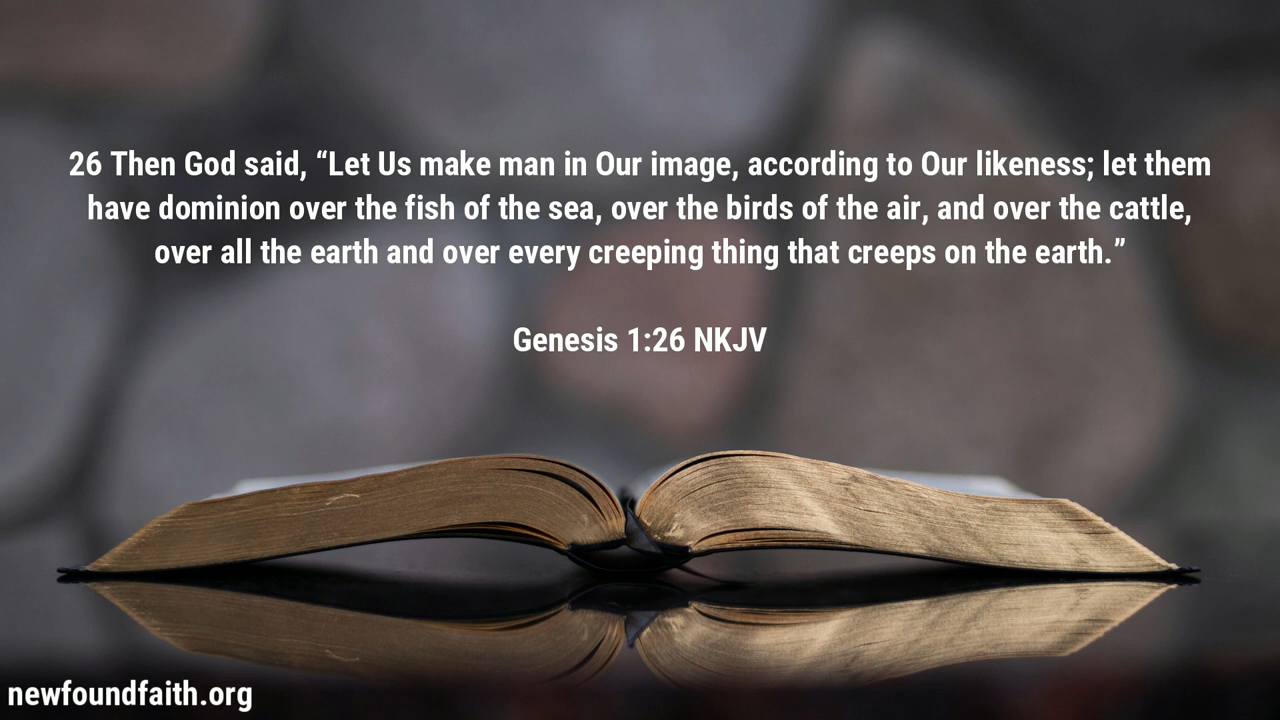 26 Then God said, “Let Us make man in Our image, according to Our likeness; let them
have dominion over the fish of the sea, over the birds of the air, and over the cattle,
over all the earth and over every creeping thing that creeps on the earth.”
Genesis 1:26 NKJV
newfoundfaith.org